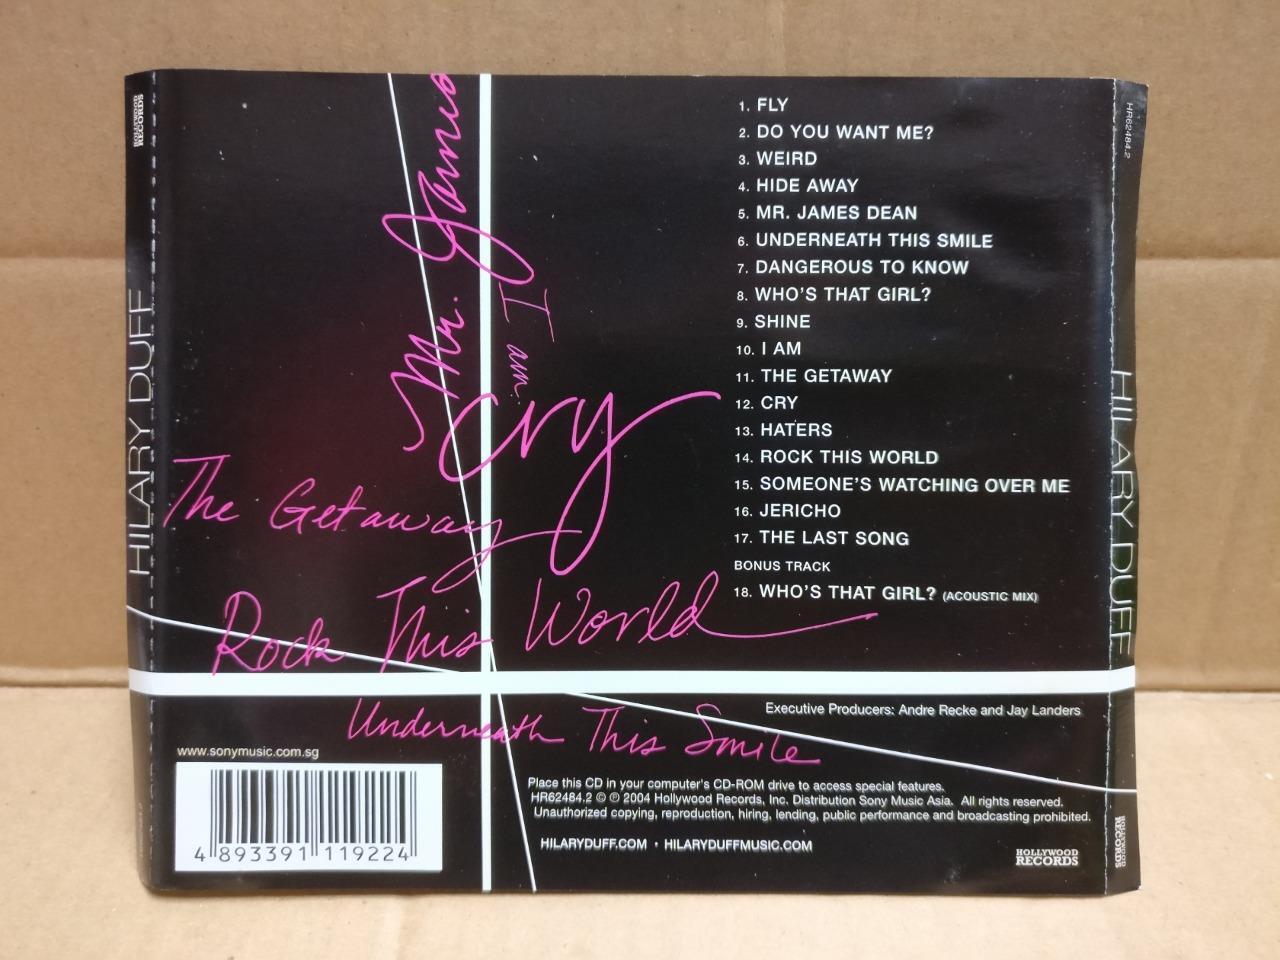 HOLLYWOOD
RECORDS
HILARY DUFF
Mr. James
I am
Cry
The Getaway
Rock This World
Underneath This Smile
1. FLY
2. DO YOU WANT ME?
3. WEIRD
4. HIDE AWAY
5. MR. JAMES DEAN
6. UNDERNEATH THIS SMILE
7. DANGEROUS TO KNOW
8. WHO'S THAT GIRL?
9. SHINE
10. I AM
11. THE GETAWAY
12. CRY
13. HATERS
14. ROCK THIS WORLD
15. SOMEONE'S WATCHING OVER ME
16. JERICHO
17. THE LAST SONG
BONUS TRACK
18. WHO'S THAT GIRL? (ACOUSTIC MIX)
Executive Producers: Andre Recke and Jay Landers
www.sonymusic.com.sg
4 893391 119224
Place this CD in your computer's CD-ROM drive to access special features.
HR62484.2 © ℗ 2004 Hollywood Records, Inc. Distribution Sony Music Asia. All rights reserved.
Unauthorized copying, reproduction, hiring, lending, public performance and broadcasting prohibited.
HILARYDUFF.COM • HILARYDUFFMUSIC.COM
HOLLYWOOD
RECORDS
HR62484.2
HILARY DUFF
HOLLYWOOD
RECORDS